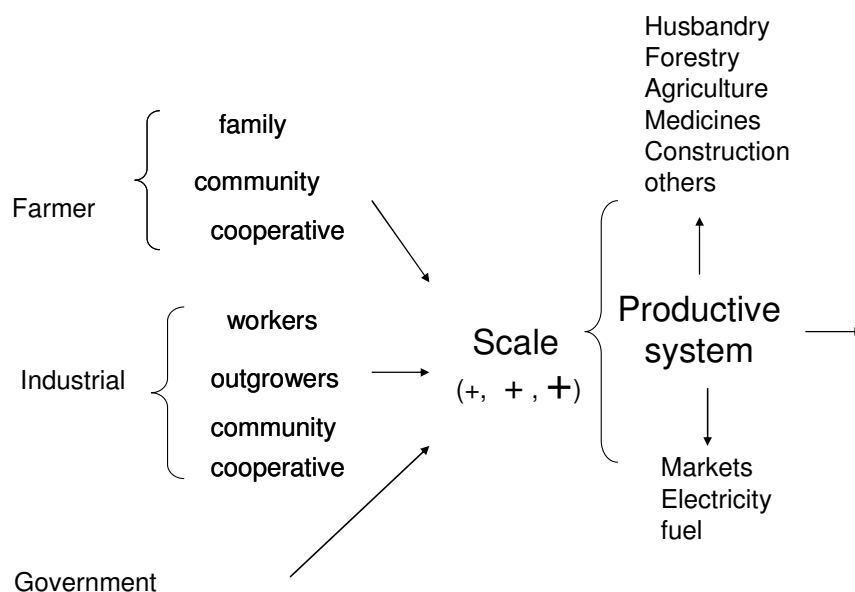 Farmer
family
community
cooperative
Industrial
workers
outgrowers
community
cooperative
Government
Scale
(+, + , +)
Husbandry
Forestry
Agriculture
Medicines
Construction
others
Productive
system
Markets
Electricity
fuel